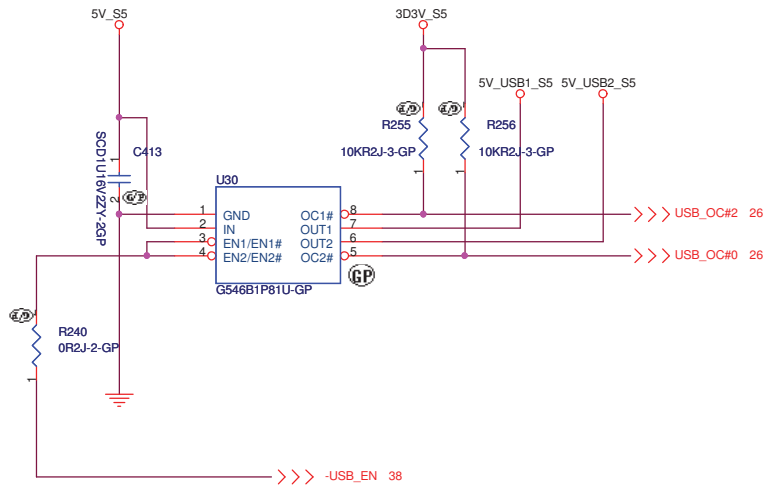 5V_S5
3D3V_S5
5V_USB1_S5
5V_USB2_S5
G/P
G/P
R255
10KR2J-3-GP
R256
10KR2J-3-GP
SCD1U16V2ZY-2GP
1
C413
2
G/P
1
1
U30
1
GND
OC1#
8
USB_OC#2 26
2
IN
OUT1
7
3
EN1/EN1#
OUT2
6
4
EN2/EN2#
OC2#
5
USB_OC#0 26
GP
G546B1P81U-GP
G/P
R240
0R2J-2-GP
1
-USB_EN 38